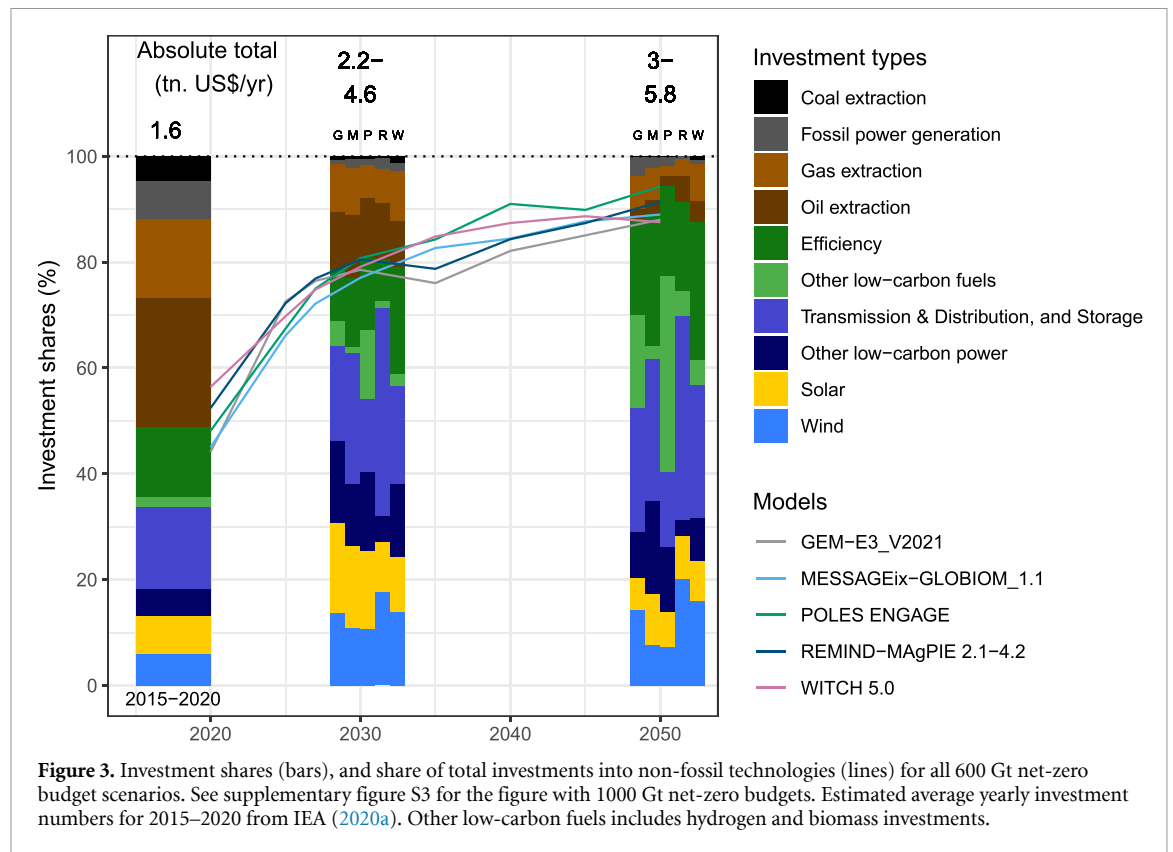 Absolute total
(tn. US$/yr)
1.6
2.2−
4.6
G M P R W
3−
5.8
G M P R W
100
80
60
40
20
0
Investment shares (%)
2015−2020
2020
2030
2040
2050
Investment types
Coal extraction
Fossil power generation
Gas extraction
Oil extraction
Efficiency
Other low−carbon fuels
Transmission & Distribution, and Storage
Other low−carbon power
Solar
Wind
Models
GEM−E3_V2021
MESSAGEix−GLOBIOM_1.1
POLES ENGAGE
REMIND−MAgPIE 2.1−4.2
WITCH 5.0
Figure 3. Investment shares (bars), and share of total investments into non-fossil technologies (lines) for all 600 Gt net-zero
budget scenarios. See supplementary figure S3 for the figure with 1000 Gt net-zero budgets. Estimated average yearly investment
numbers for 2015–2020 from IEA (2020a). Other low-carbon fuels includes hydrogen and biomass investments.